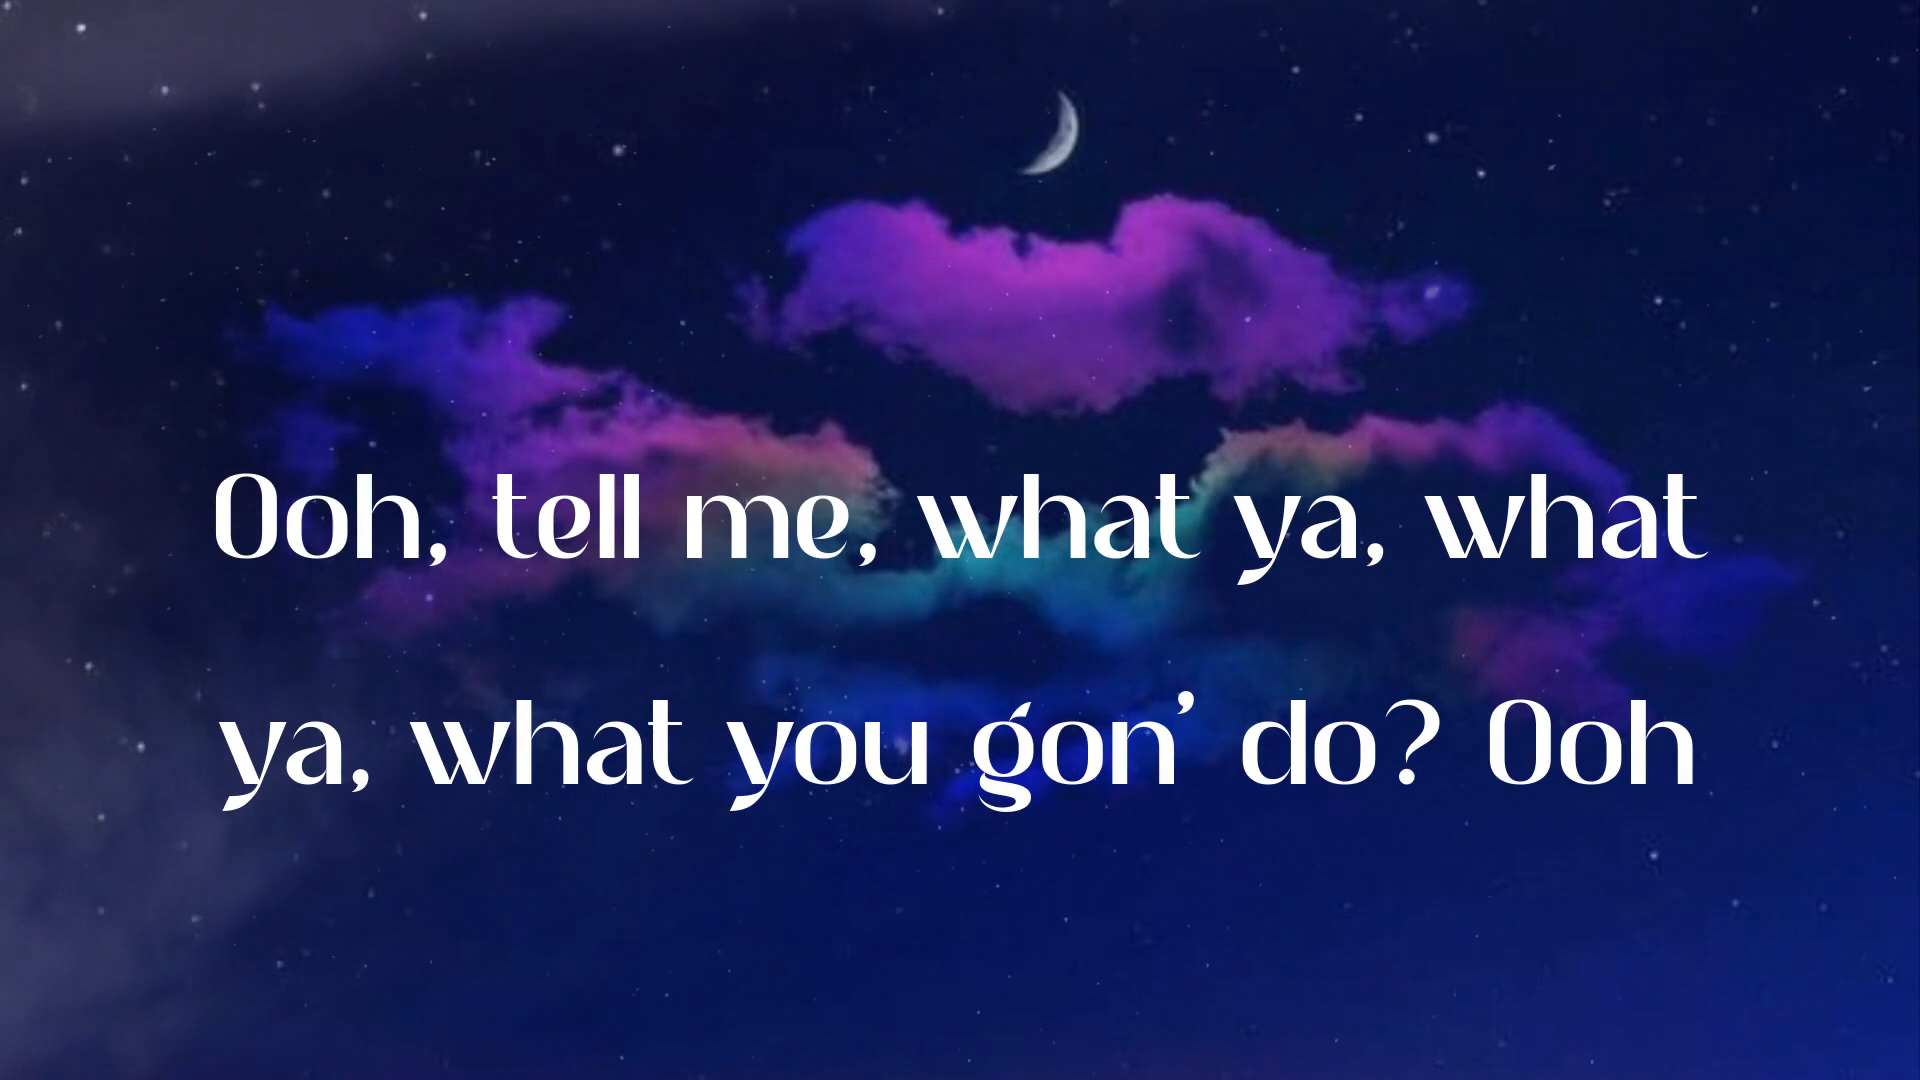 Ooh, tell me, what ya, what
ya, what you gon’ do? Ooh